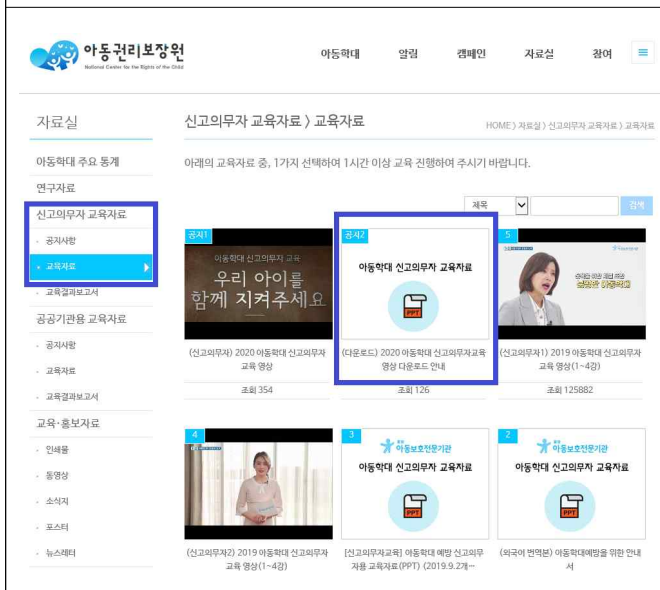 아동권리보장원
National Center for the Rights of the Child
아동학대 알림 캠페인 자료실 참여
자료실
아동학대 주요 통계
연구자료
신고의무자 교육자료
공지사항
교육자료
교육결과보고서
공공기관용 교육자료
공지사항
교육자료
교육결과보고서
교육·홍보자료
인쇄물
동영상
소식지
포스터
뉴스레터
신고의무자 교육자료 > 교육자료
HOME > 자료실 > 신고의무자 교육자료 > 교육자료
아래의 교육자료 중, 1가지 선택하여 1시간 이상 교육 진행하여 주시기 바랍니다.
제목 검색
공지1
아동학대 신고의무자 교육
우리 아이를
함께 지켜주세요
(신고의무자) 2020 아동학대 신고의무자
교육 영상
조회 354
공지2
아동학대 신고의무자 교육자료
PPT
(다운로드) 2020 아동학대 신고의무자교육
영상 다운로드 안내
조회 126
5
(신고의무자1) 2019 아동학대 신고의무자
교육 영상(1~4강)
조회 125882
4
(신고의무자2) 2019 아동학대 신고의무자
교육 영상(1~4강)
3
아동보호전문기관
아동학대 신고의무자 교육자료
PPT
[신고의무자교육] 아동학대 예방 신고의무
자용 교육자료(PPT) (2019.9.2개…
2
아동보호전문기관
아동학대 신고의무자 교육자료
PPT
(외국어 번역본) 아동학대예방을 위한 안내
서